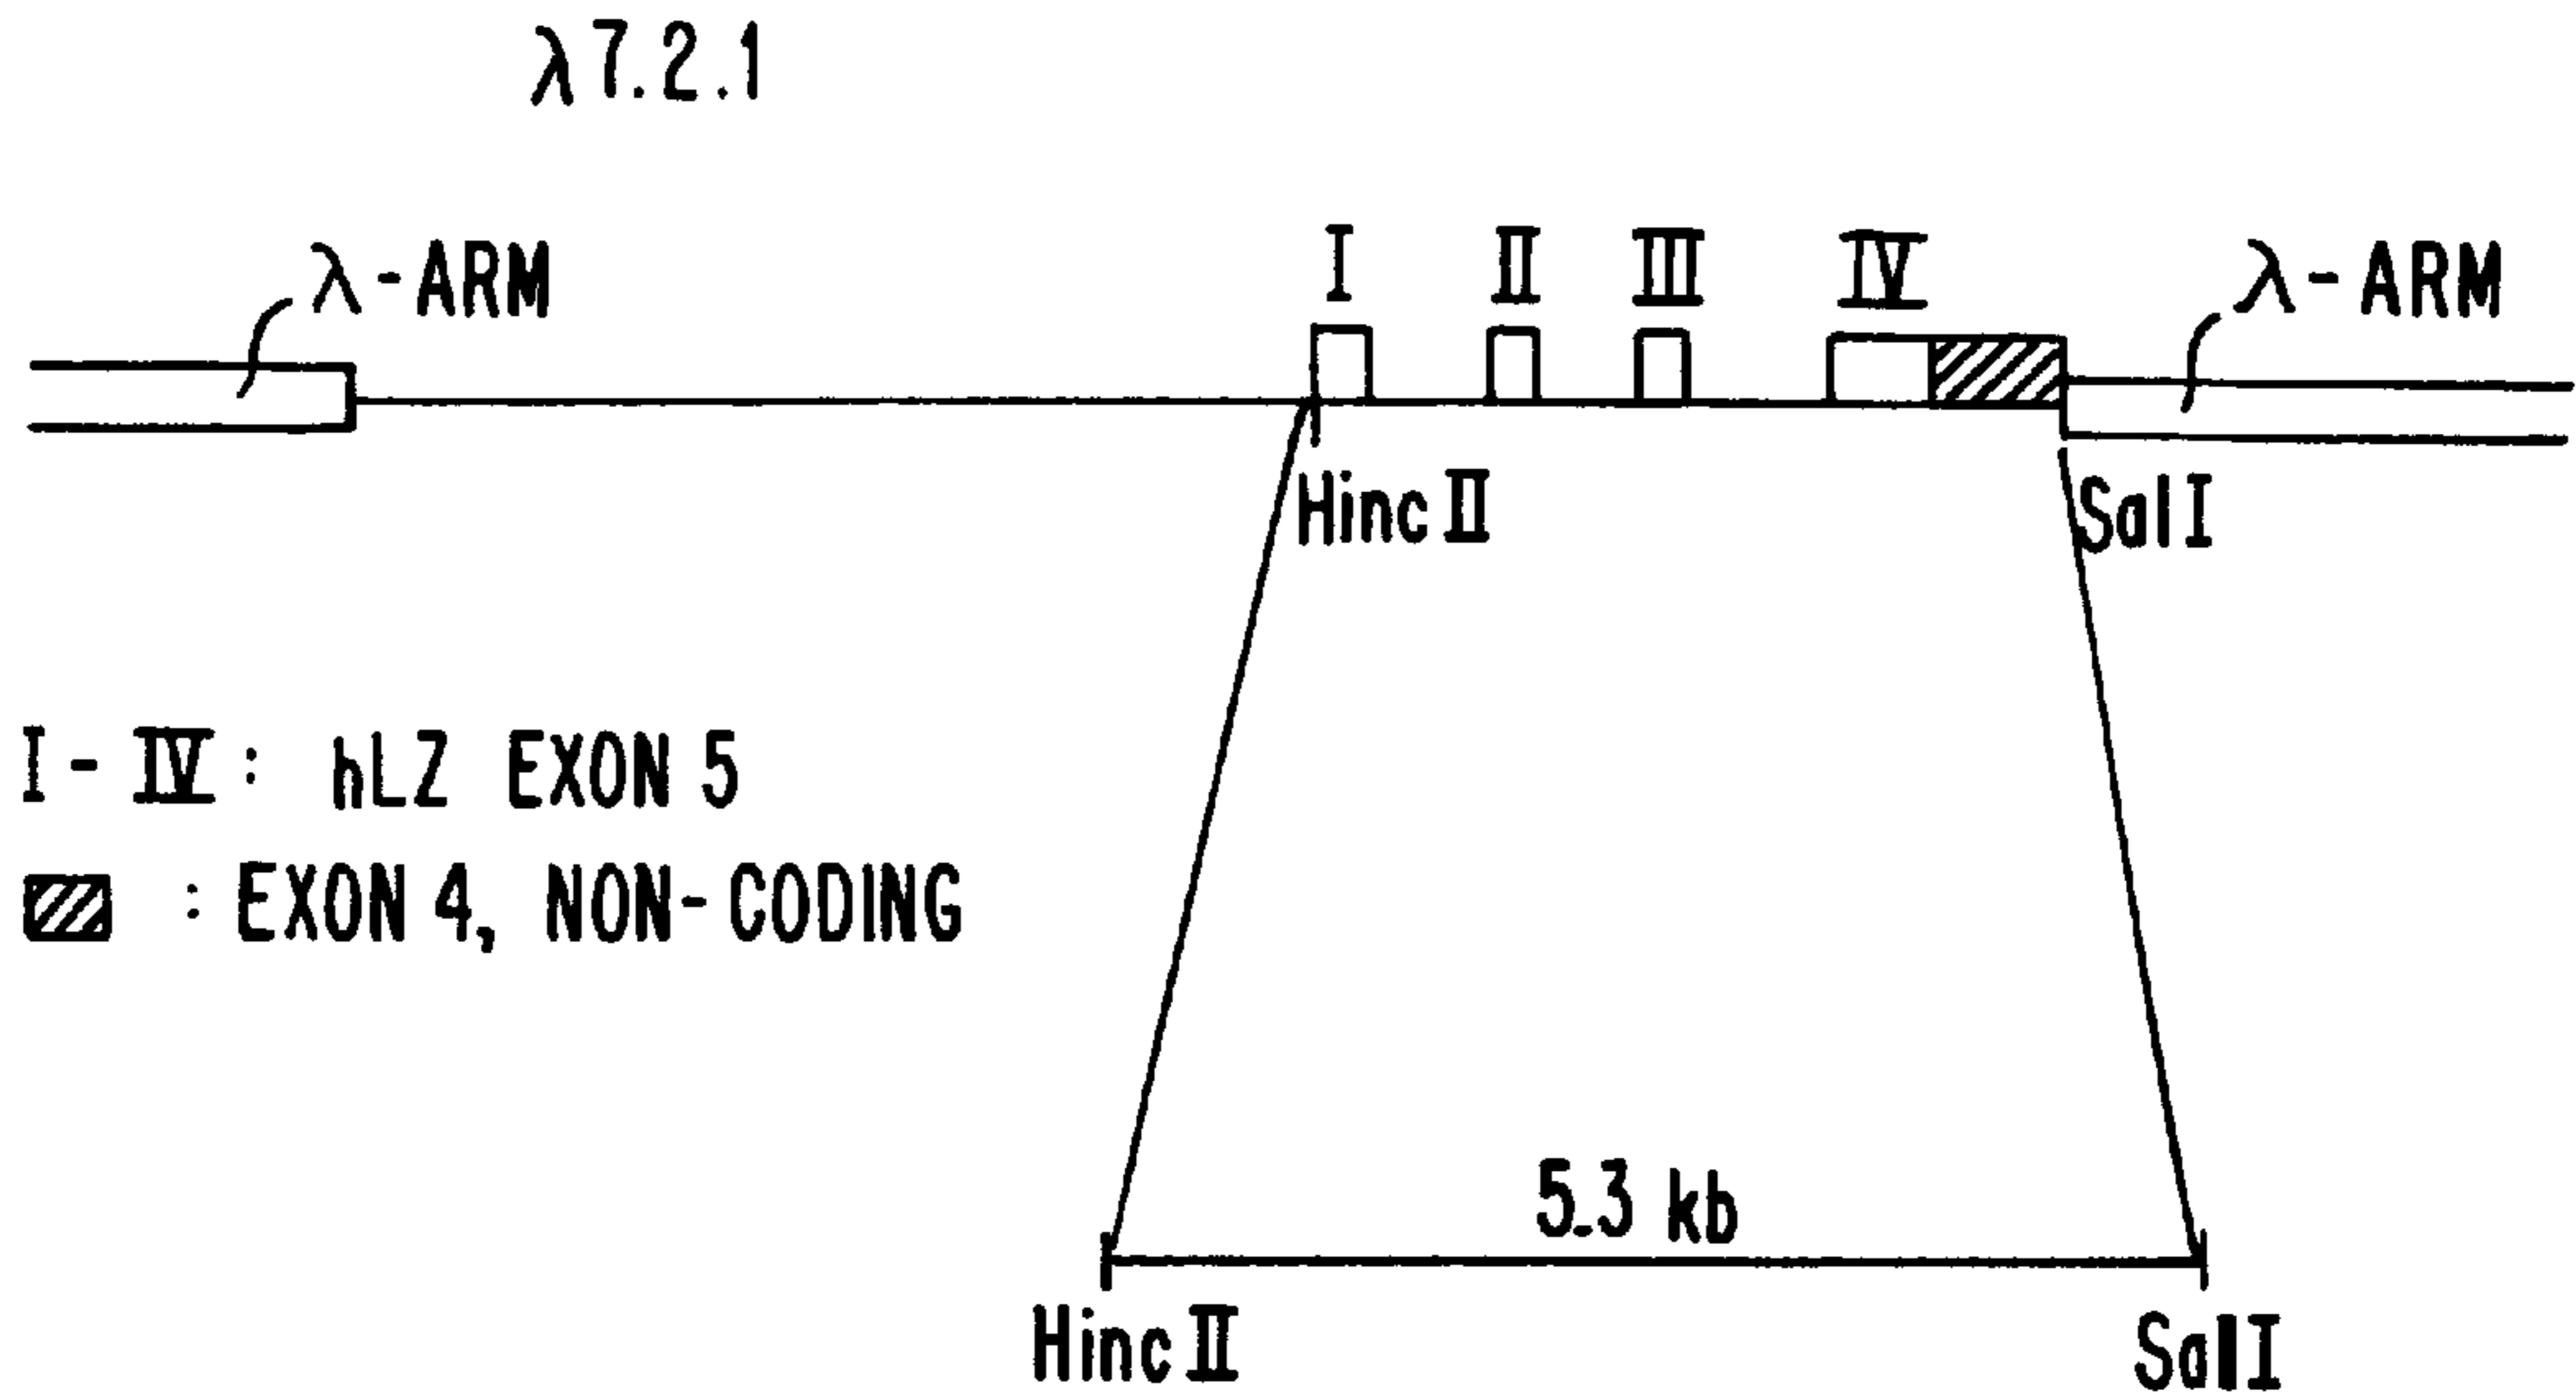 λ7.2.1
λ-ARM
I II III IV
λ-ARM
Hinc II
Sal I
I - IV : hLZ EXON 5
: EXON 4, NON-CODING
5.3 kb
Hinc II
Sal I